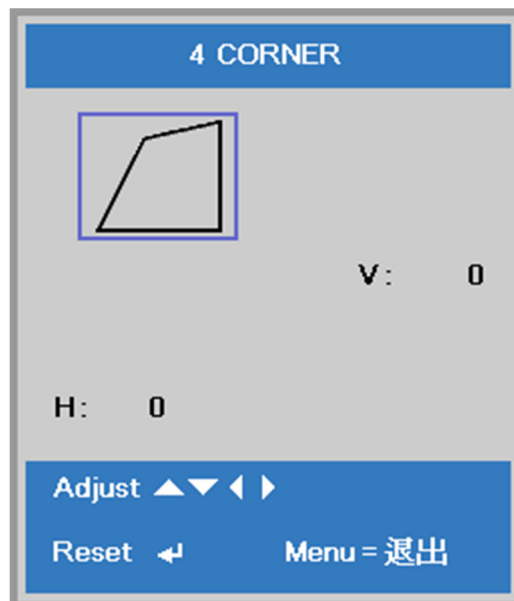 4 CORNER
V: 0
H: 0
Adjust ▲▼◀▶
Reset ↵ Menu = 退出